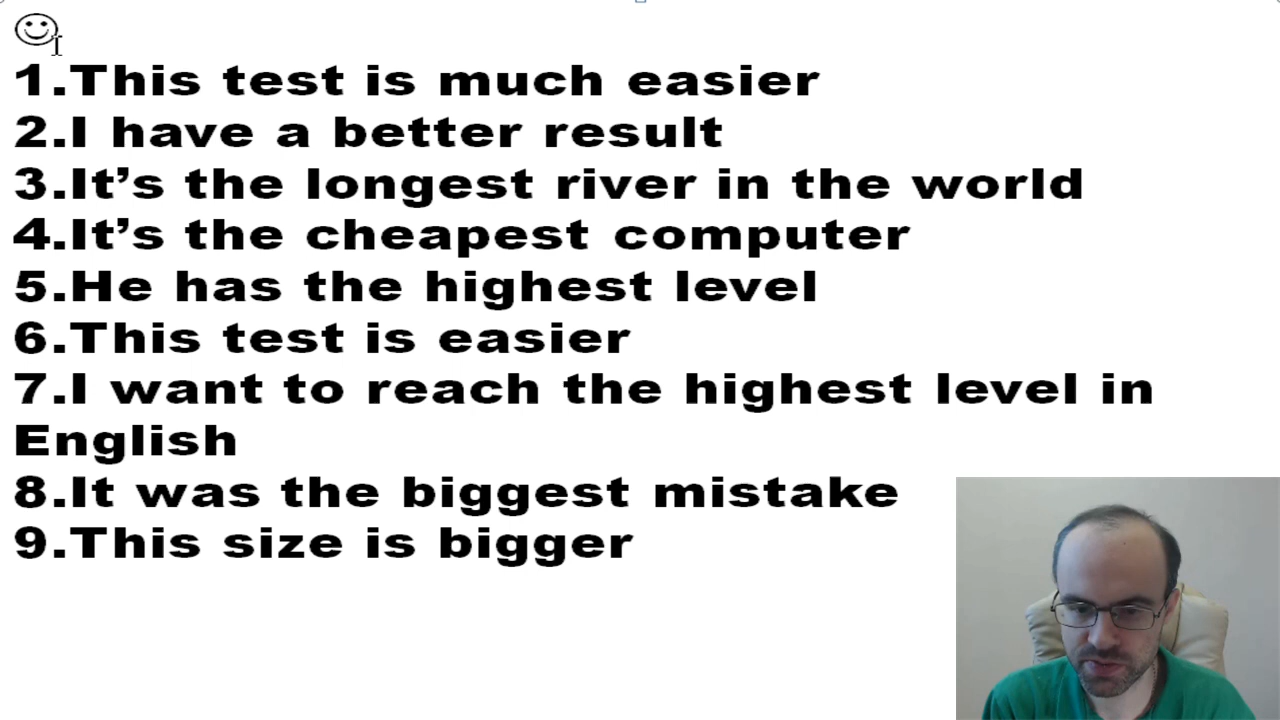 1.This test is much easier
2.I have a better result
3.It’s the longest river in the world
4.It’s the cheapest computer
5.He has the highest level
6.This test is easier
7.I want to reach the highest level in
English
8.It was the biggest mistake
9.This size is bigger